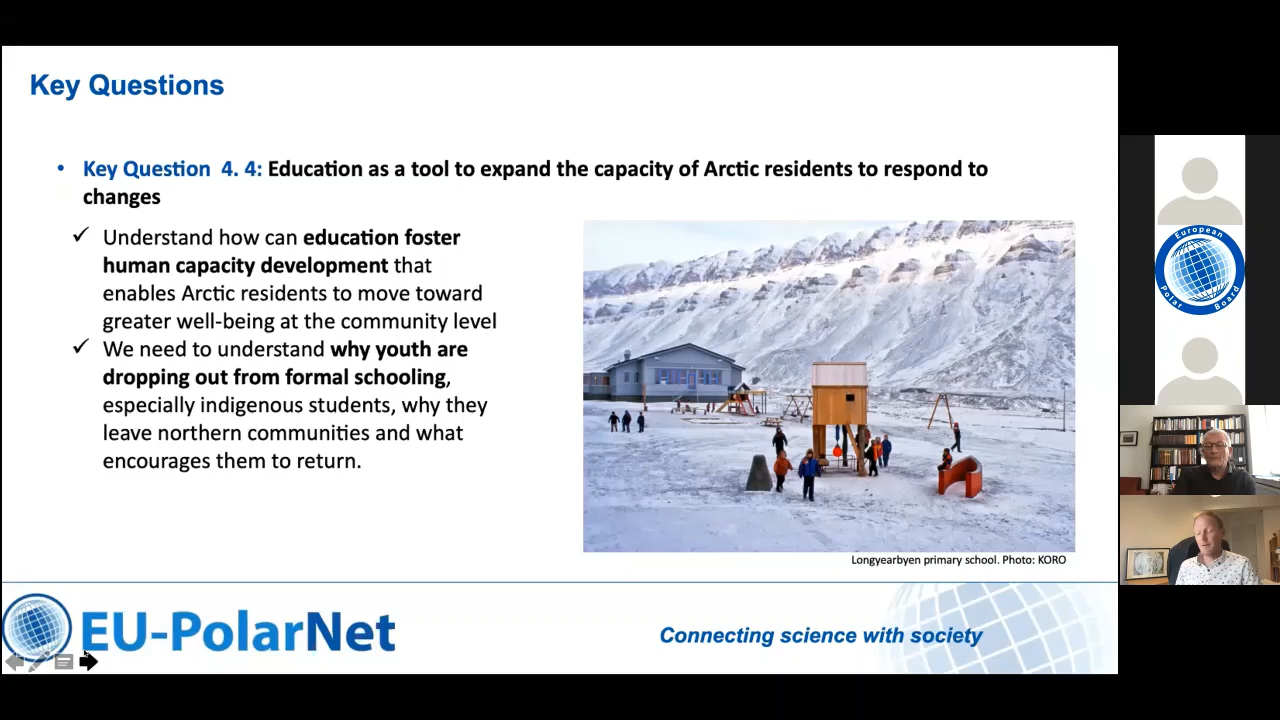 Key Questions
• Key Question 4. 4: Education as a tool to expand the capacity of Arctic residents to respond to
changes
✓ Understand how can education foster
human capacity development that
enables Arctic residents to move toward
greater well-being at the community level
✓ We need to understand why youth are
dropping out from formal schooling,
especially indigenous students, why they
leave northern communities and what
encourages them to return.
Longyearbyen primary school. Photo: KORO
EU-PolarNet
Connecting science with society
European
Polar Board